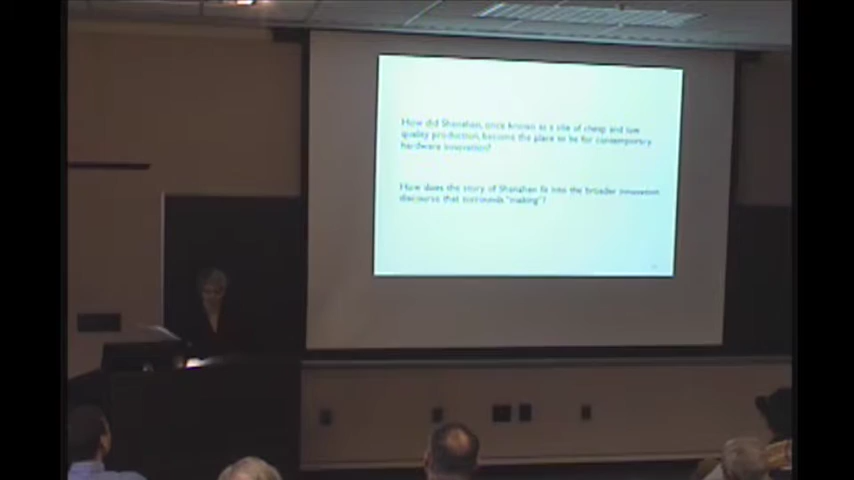 How did Shenzhen, once known as a site of cheap and low
quality production, become the place to be for contemporary
hardware innovation?
How does the story of Shenzhen fit into the broader innovation
discourse that surrounds "making"?